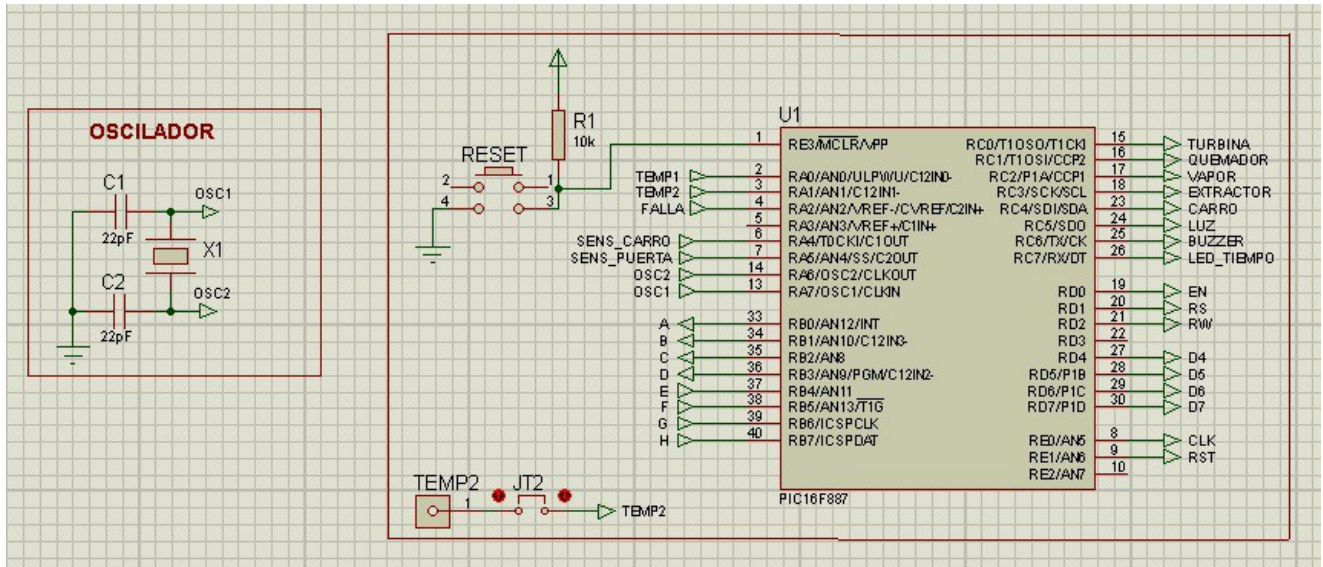 OSCILADOR
C1
22pF
OSC1
X1
C2
22pF
OSC2
R1
10k
RESET
2
1
4
3
U1
1 RE3/MCLR/VPP
TEMP1 2 RA0/AN0/ULPWU/C12IN0-
TEMP2 3 RA1/AN1/C12IN1-
FALLA 4 RA2/AN2/VREF-/CVREF/C2IN+
5 RA3/AN3/VREF+/C1IN+
SENS_CARRO 6 RA4/T0CKI/C1OUT
SENS_PUERTA 7 RA5/AN4/SS/C2OUT
OSC2 14 RA6/OSC2/CLKOUT
OSC1 13 RA7/OSC1/CLKIN
A 33 RB0/AN12/INT
B 34 RB1/AN10/C12IN3-
C 35 RB2/AN8
D 36 RB3/AN9/PGM/C12IN2-
E 37 RB4/AN11
F 38 RB5/AN13/T1G
G 39 RB6/ICSPCLK
H 40 RB7/ICSPDAT
RC0/T1OSO/T1CKI 15 TURBINA
RC1/T1OSI/CCP2 16 QUEMADOR
RC2/P1A/CCP1 17 VAPOR
RC3/SCK/SCL 18 EXTRACTOR
RC4/SDI/SDA 23 CARRO
RC5/SDO 24 LUZ
RC6/TX/CK 25 BUZZER
RC7/RX/DT 26 LED_TIEMPO
RD0 19 EN
RD1 20 RS
RD2 21 RW
RD3 22
RD4 27 D4
RD5/P1B 28 D5
RD6/P1C 29 D6
RD7/P1D 30 D7
RE0/AN5 8 CLK
RE1/AN6 9 RST
RE2/AN7 10
PIC16F887
TEMP2
1
JT2
TEMP2